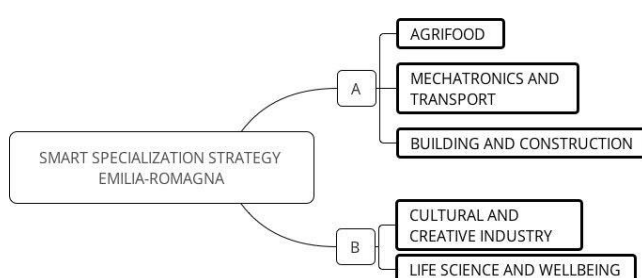 SMART SPECIALIZATION STRATEGY
EMILIA-ROMAGNA
A
AGRIFOOD
MECHATRONICS AND
TRANSPORT
BUILDING AND CONSTRUCTION
B
CULTURAL AND
CREATIVE INDUSTRY
LIFE SCIENCE AND WELLBEING